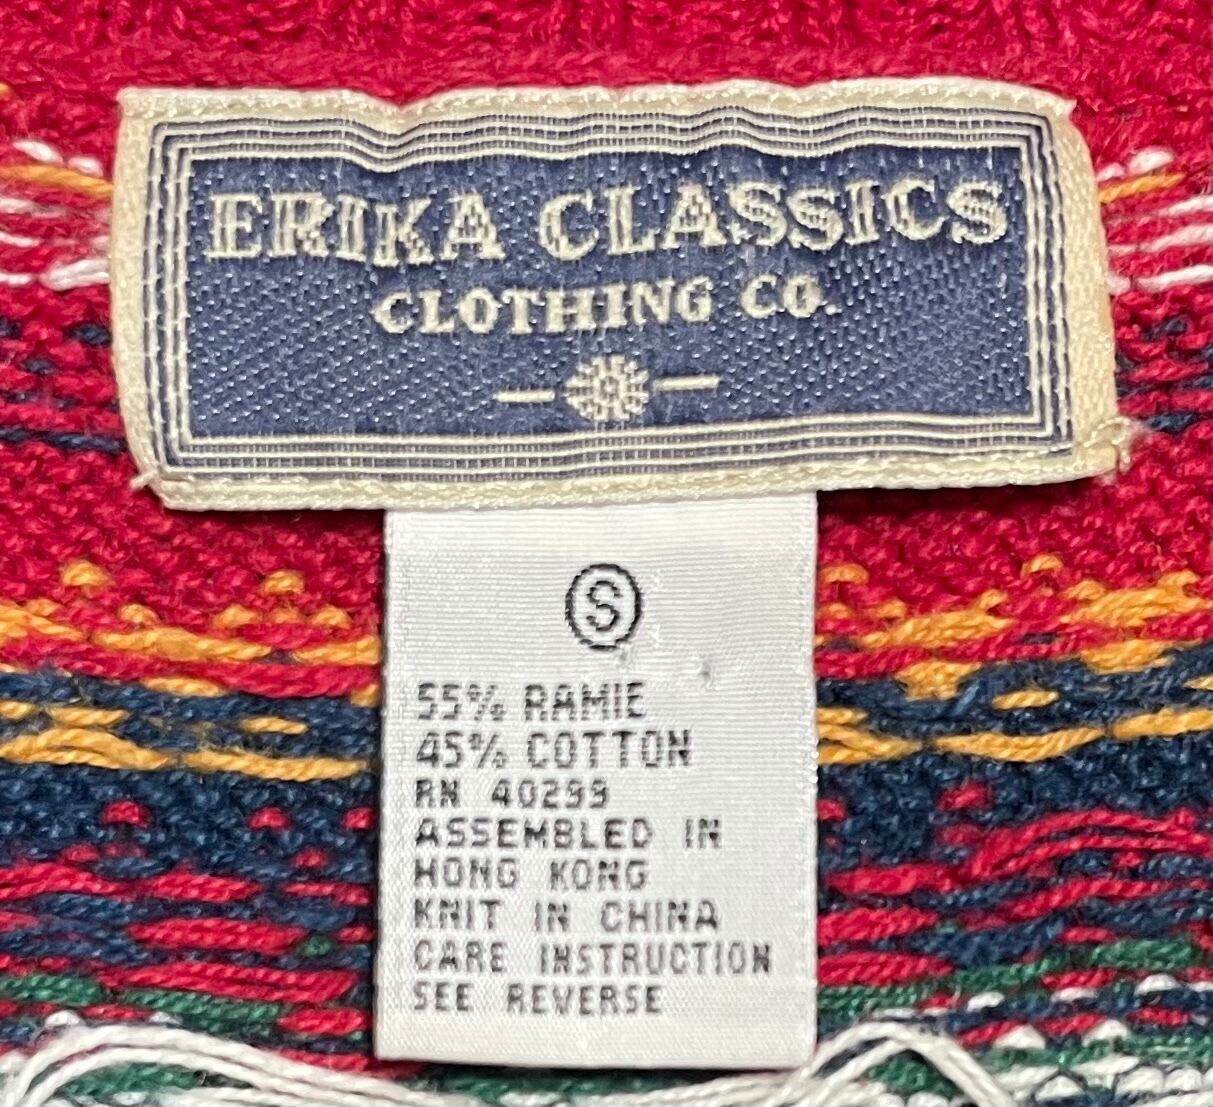 ERIKA CLASSICS
CLOTHING CO.
S
55% RAMIE
45% COTTON
RN 40299
ASSEMBLED IN
HONG KONG
KNIT IN CHINA
CARE INSTRUCTION
SEE REVERSE